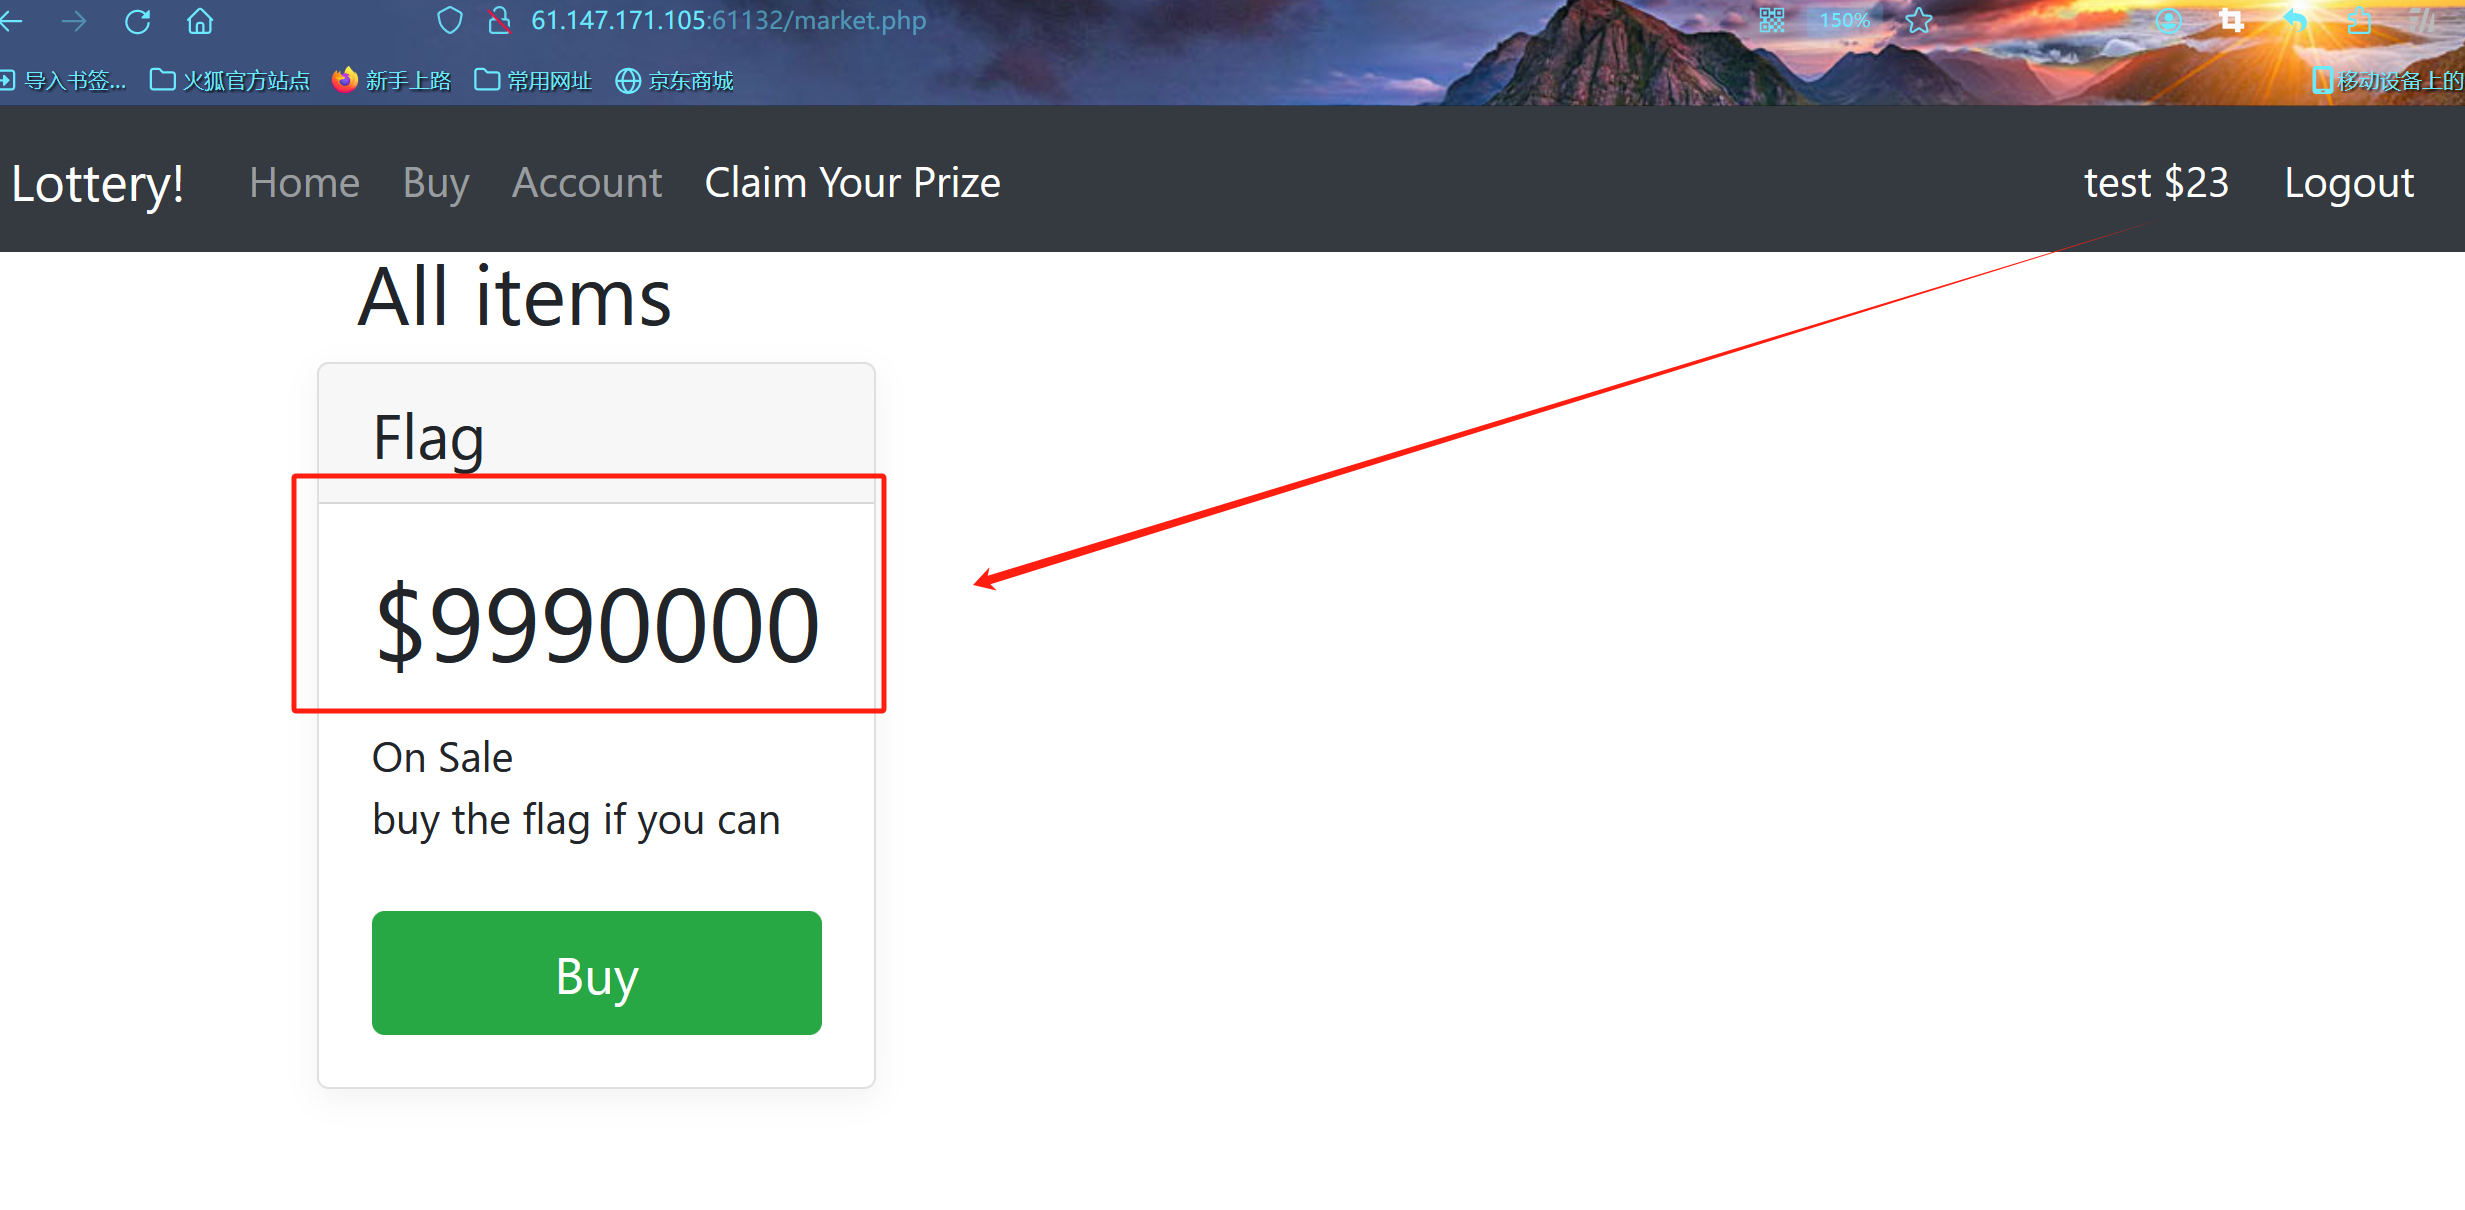 61.147.171.105:61132/market.php 150%
导入书签... 火狐官方站点 新手上路 常用网址 京东商城 移动设备上的
Lottery! Home Buy Account Claim Your Prize test $23 Logout
All items
Flag
$9990000
On Sale
buy the flag if you can
Buy